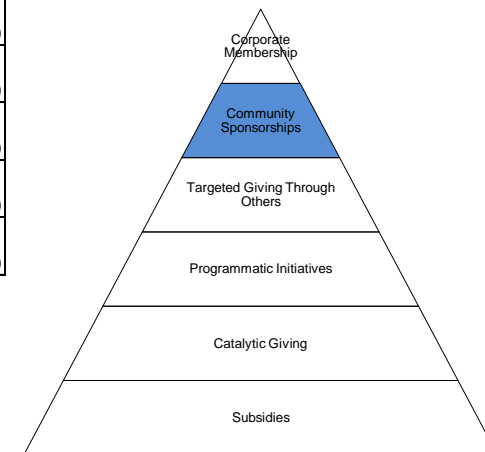 Corporate
Membership
Community
Sponsorships
Targeted Giving Through
Others
Programmatic Initiatives
Catalytic Giving
Subsidies